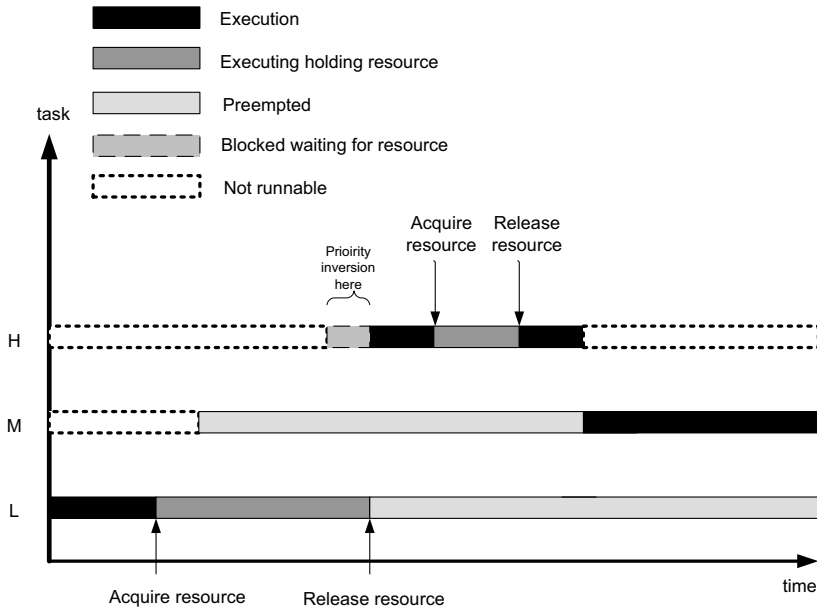 Execution
Executing holding resource
Preempted
task
Blocked waiting for resource
Not runnable
Acquire
resource
Release
resource
Prioirity
inversion
here
H
M
L
time
Acquire resource
Release resource